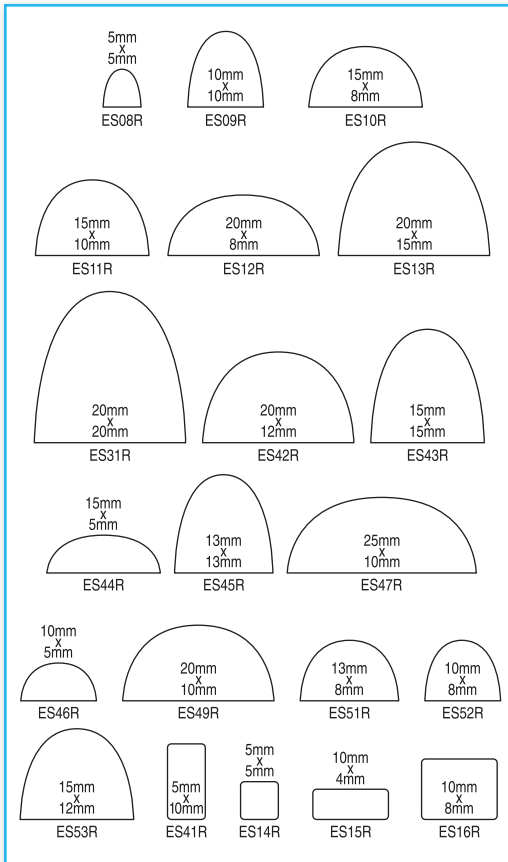 5mm
x
5mm
ES08R
10mm
x
10mm
ES09R
15mm
x
8mm
ES10R
15mm
x
10mm
ES11R
20mm
x
8mm
ES12R
20mm
x
15mm
ES13R
20mm
x
20mm
ES31R
20mm
x
12mm
ES42R
15mm
x
15mm
ES43R
15mm
x
5mm
ES44R
13mm
x
13mm
ES45R
25mm
x
10mm
ES47R
10mm
x
5mm
ES46R
20mm
x
10mm
ES49R
13mm
x
8mm
ES51R
10mm
x
8mm
ES52R
15mm
x
12mm
ES53R
5mm
x
10mm
ES41R
5mm
x
5mm
ES14R
10mm
x
4mm
ES15R
10mm
x
8mm
ES16R